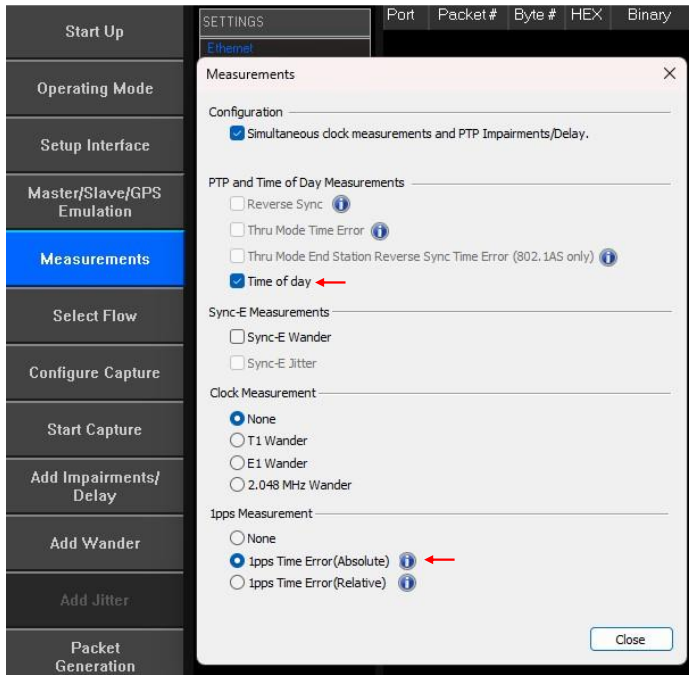 Start Up
Operating Mode
Setup Interface
Master/Slave/GPS
Emulation
Measurements
Select Flow
Configure Capture
Start Capture
Add Impairments/
Delay
Add Wander
Add Jitter
Packet
Generation
SETTINGS
Ethernet
Port Packet # Byte # HEX Binary
Measurements
Configuration
Simultaneous clock measurements and PTP Impairments/Delay.
PTP and Time of Day Measurements
Reverse Sync
Thru Mode Time Error
Thru Mode End Station Reverse Sync Time Error (802.1AS only)
Time of day
Sync-E Measurements
Sync-E Wander
Sync-E Jitter
Clock Measurement
None
T1 Wander
E1 Wander
2.048 MHz Wander
1pps Measurement
None
1pps Time Error(Absolute)
1pps Time Error(Relative)
Close